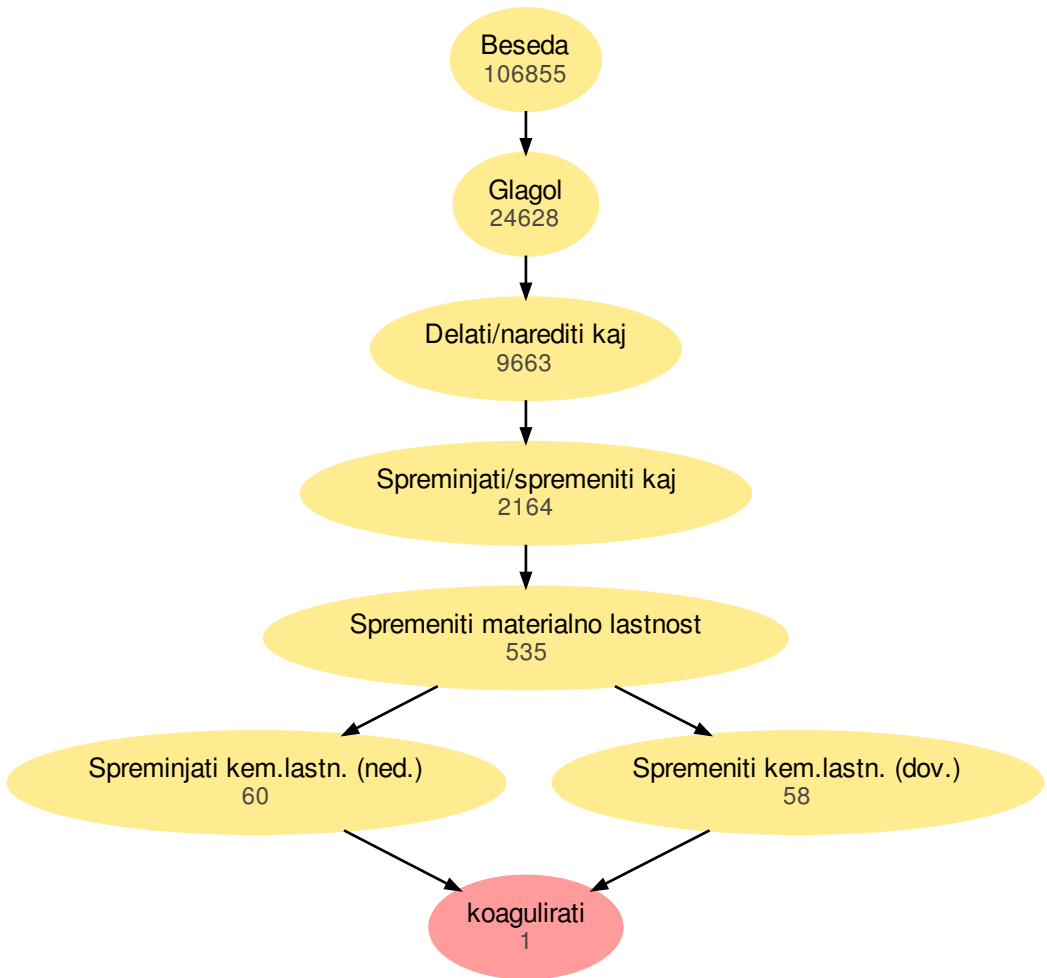 Beseda
106855
Glagol
24628
Delati/narediti kaj
9663
Spreminjati/spremeniti kaj
2164
Spremeniti materialno lastnost
535
Spreminjati kem.lastn. (ned.)
60
Spremeniti kem.lastn. (dov.)
58
koagulirati
1